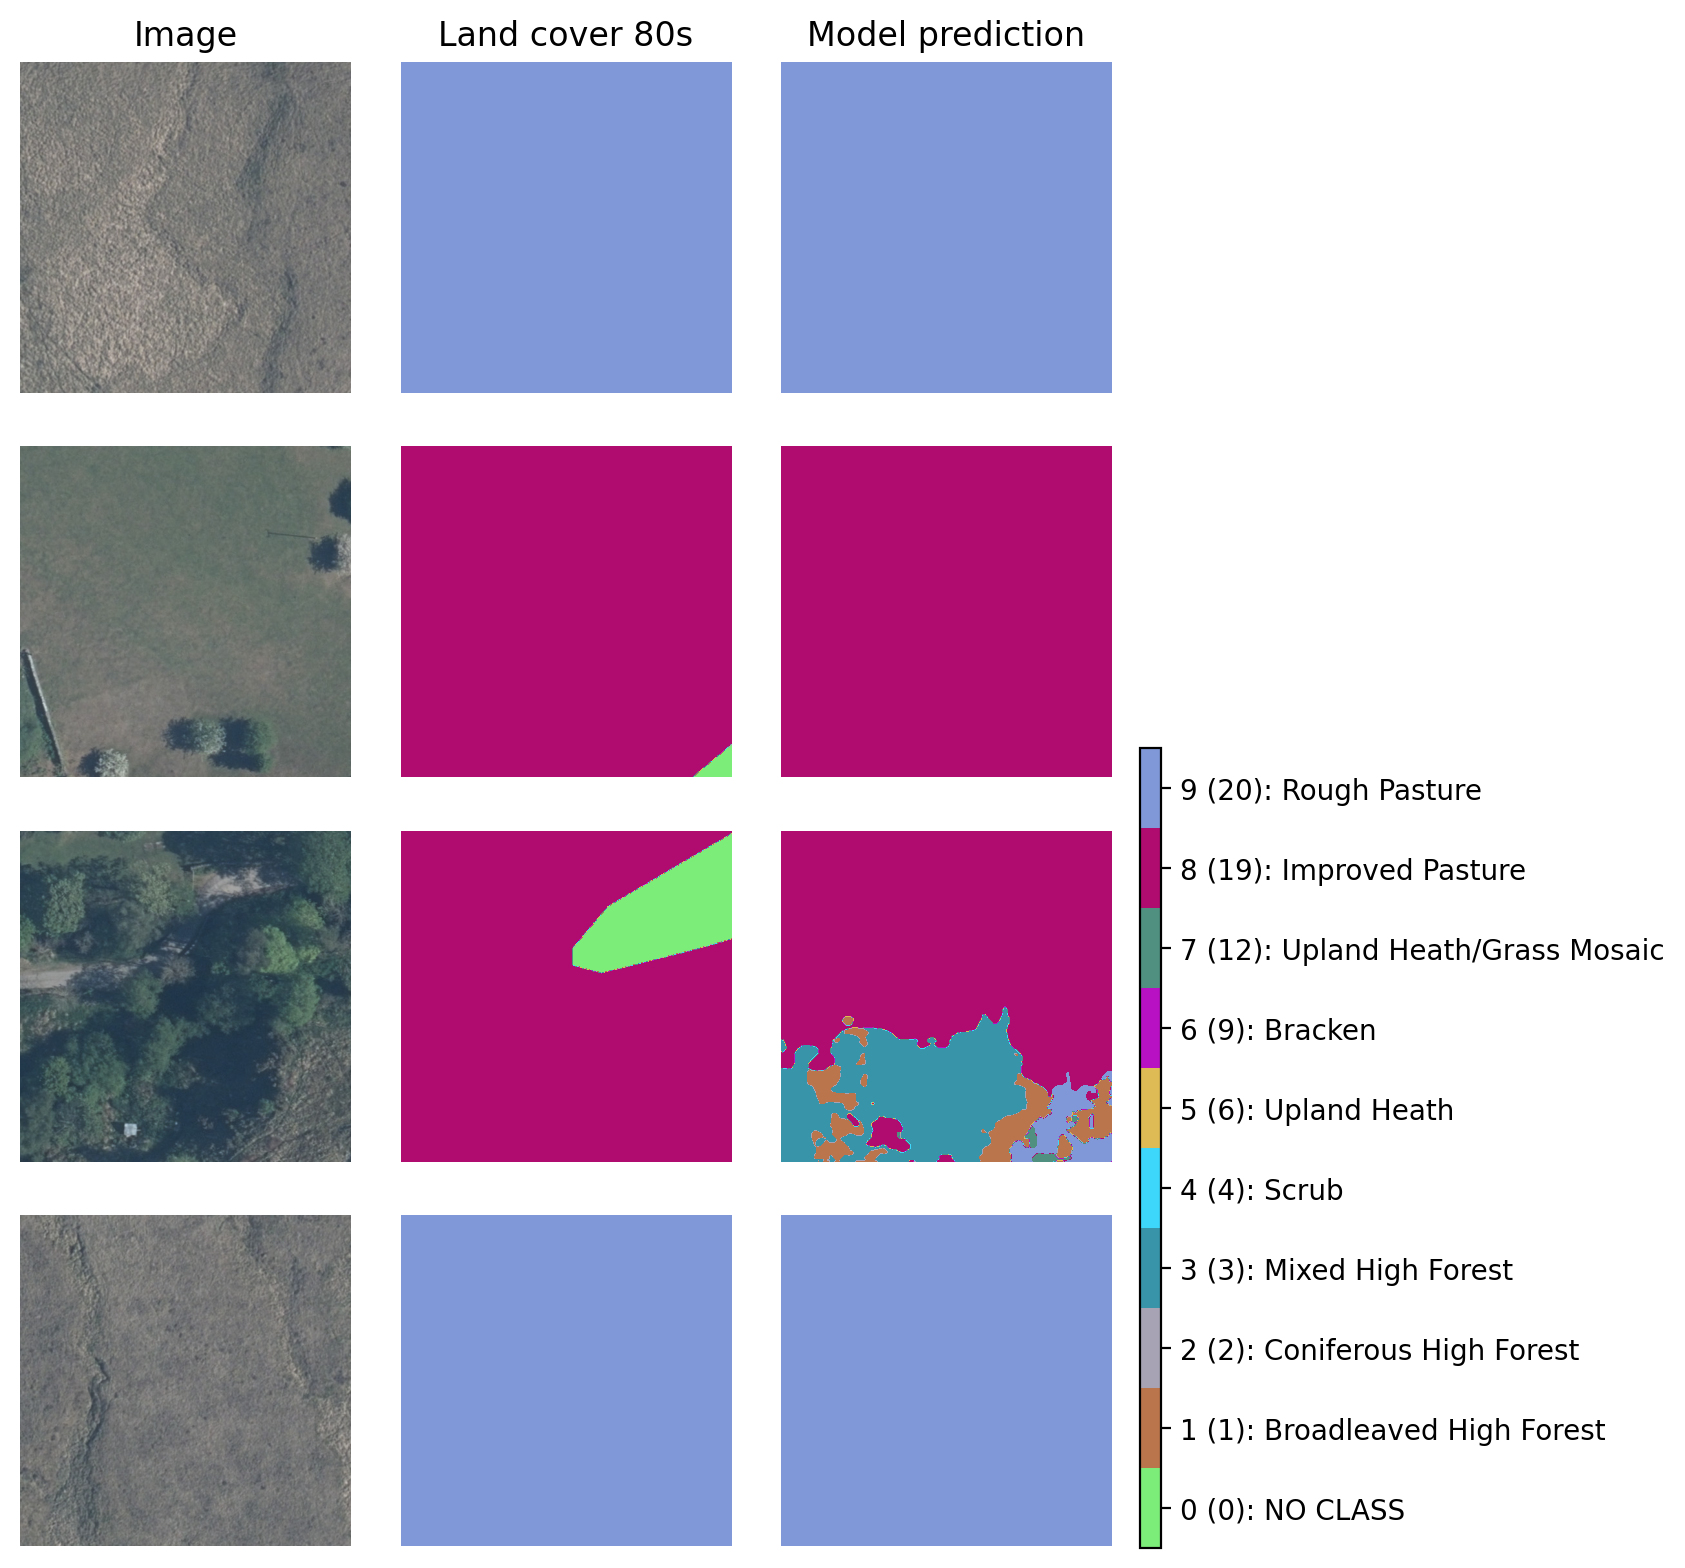 Image
Land cover 80s
Model prediction
9 (20): Rough Pasture
8 (19): Improved Pasture
7 (12): Upland Heath/Grass Mosaic
6 (9): Bracken
5 (6): Upland Heath
4 (4): Scrub
3 (3): Mixed High Forest
2 (2): Coniferous High Forest
1 (1): Broadleaved High Forest
0 (0): NO CLASS